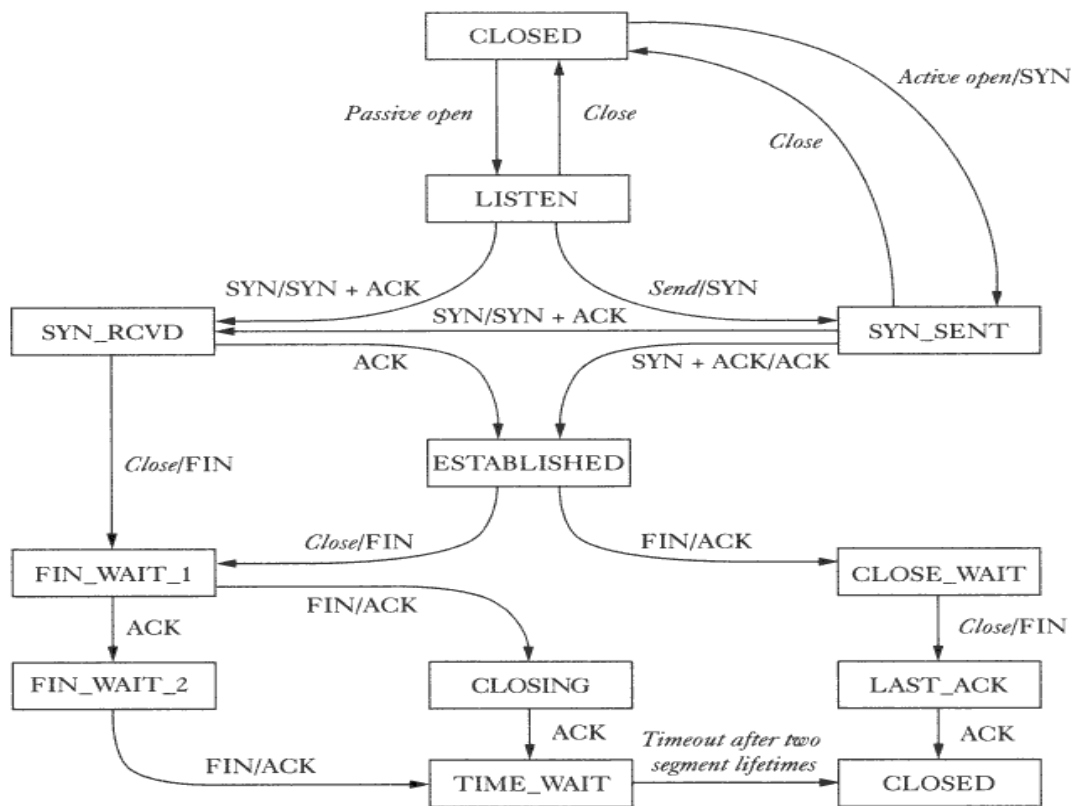 CLOSED
Active open/SYN
Passive open
Close
Close
LISTEN
SYN/SYN + ACK
Send/SYN
SYN/SYN + ACK
SYN_RCVD
SYN_SENT
ACK
SYN + ACK/ACK
ESTABLISHED
Close/FIN
Close/FIN
FIN/ACK
FIN_WAIT_1
CLOSE_WAIT
FIN/ACK
ACK
Close/FIN
FIN_WAIT_2
CLOSING
LAST_ACK
ACK
Timeout after two
segment lifetimes
ACK
FIN/ACK
TIME_WAIT
CLOSED